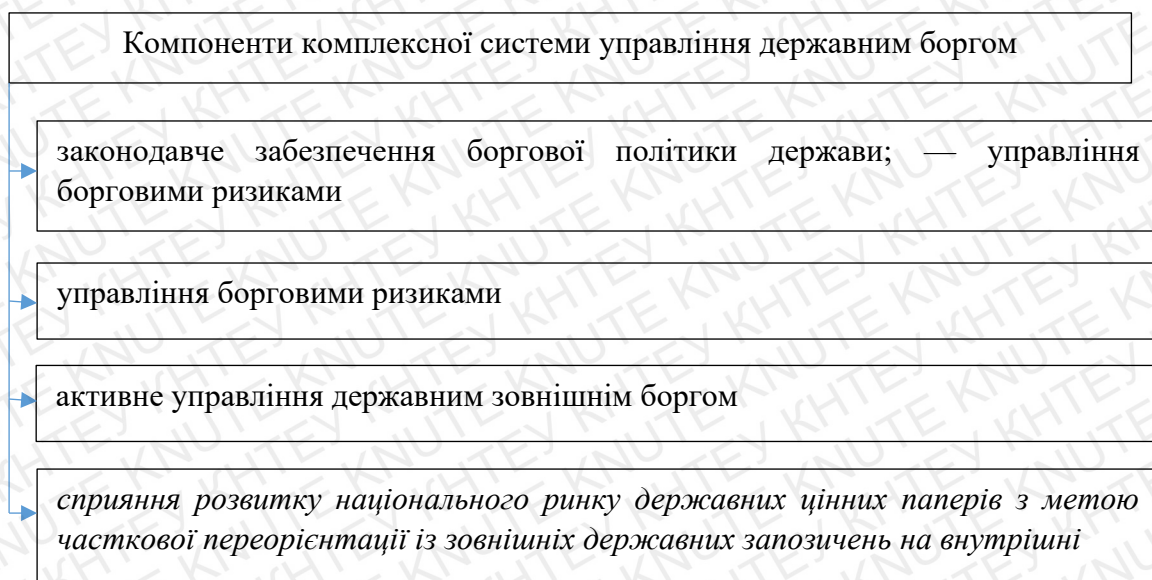 Компоненти комплексної системи управління державним боргом
законодавче забезпечення боргової політики держави; — управління
борговими ризиками
управління борговими ризиками
активне управління державним зовнішнім боргом
сприяння розвитку національного ринку державних цінних паперів з метою
часткової переорієнтації із зовнішніх державних запозичень на внутрішні